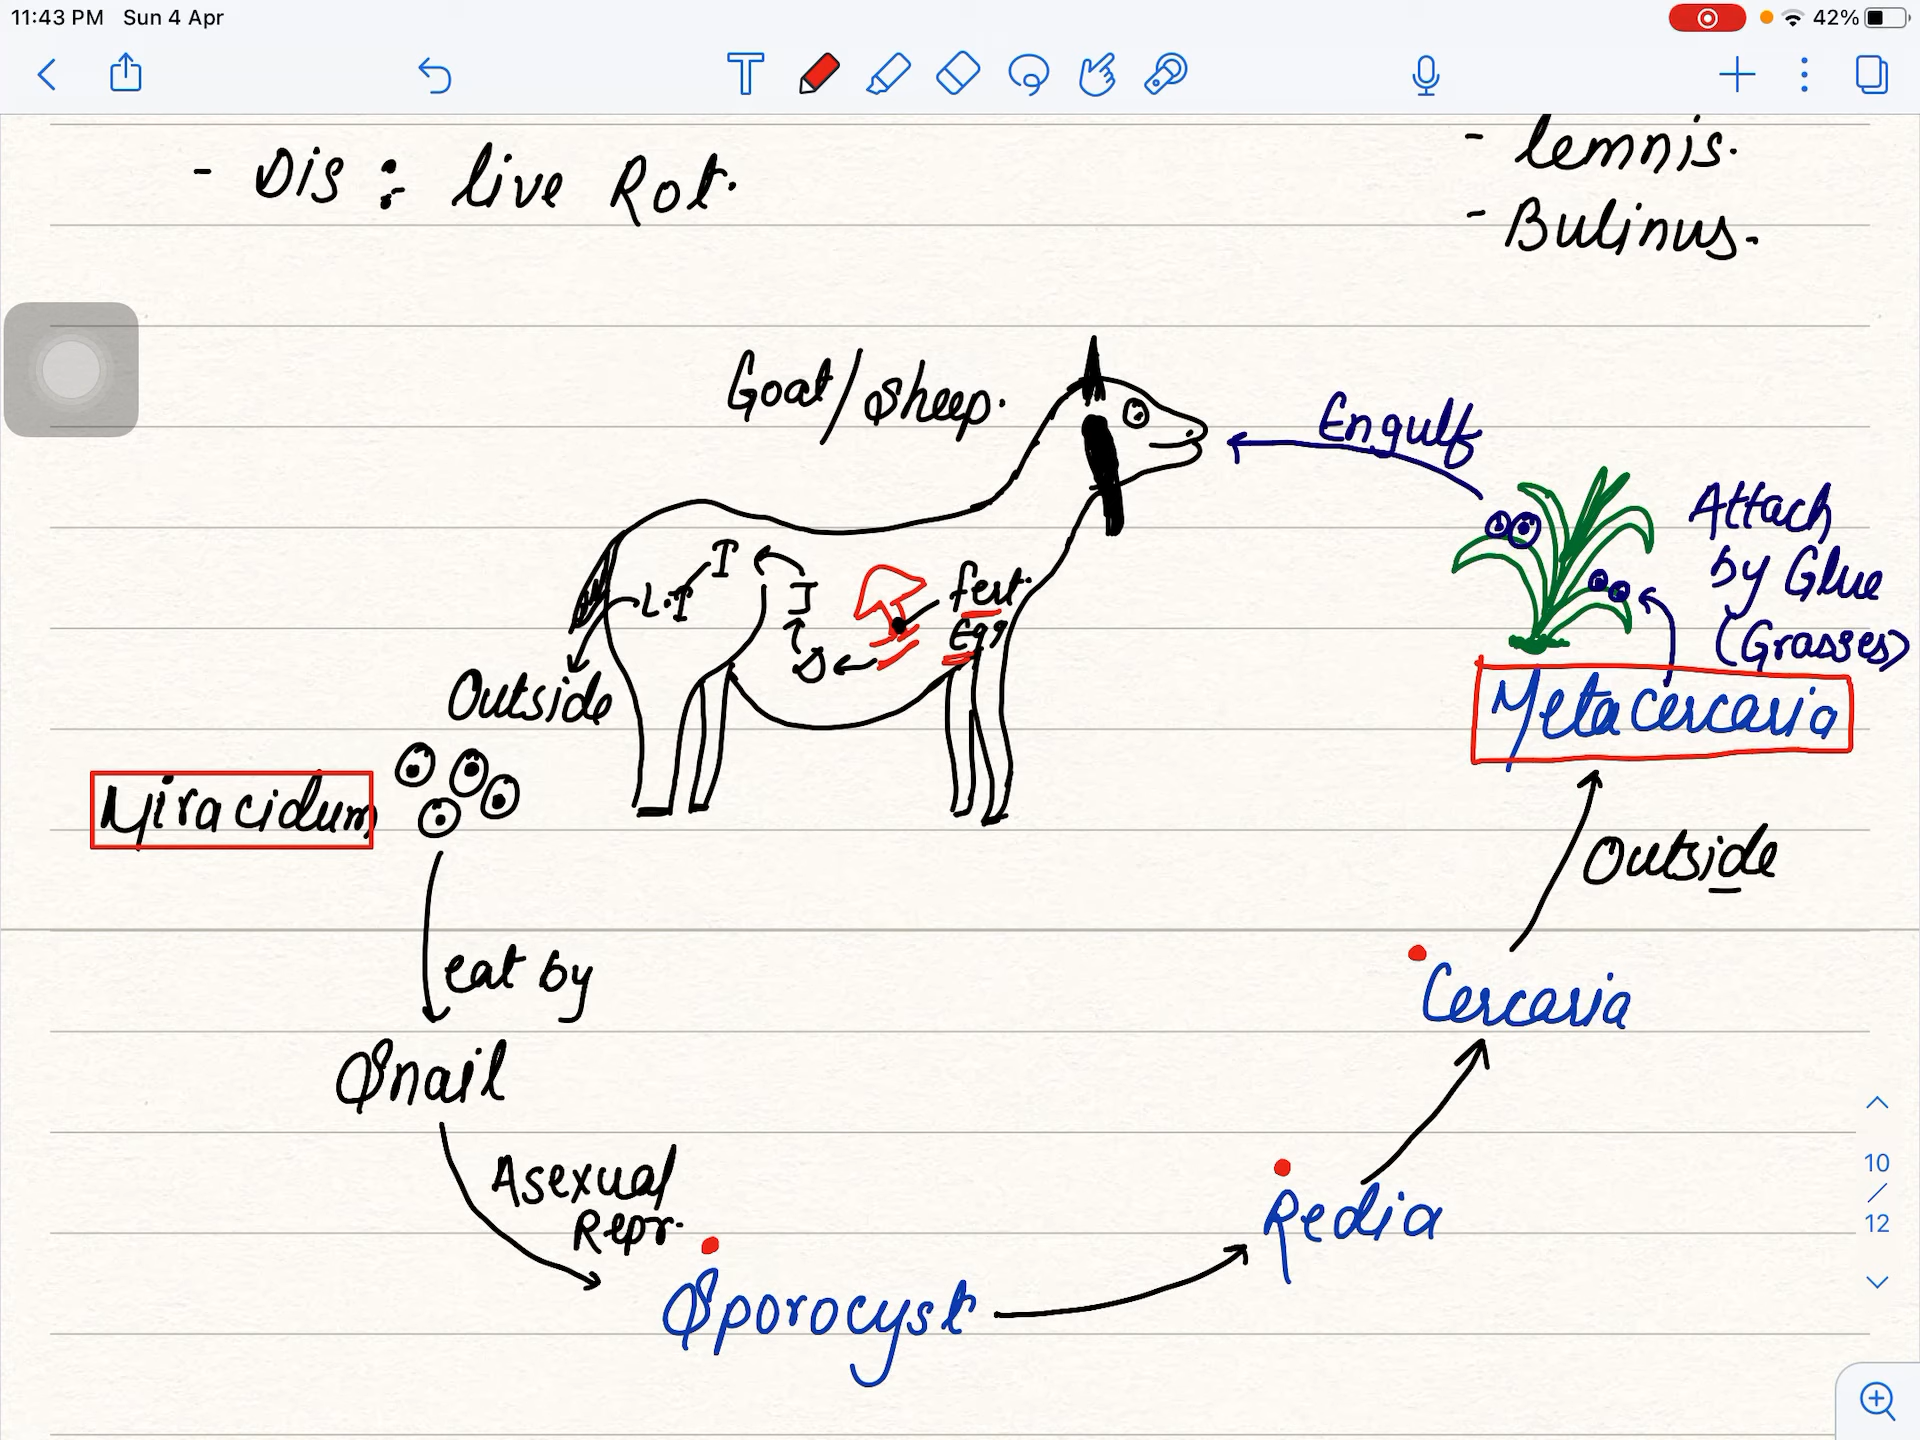 11:43 PM Sun 4 Apr
42%
- Dis : live Rot.
- lemnis.
- Bulinus.
Goat/Sheep.
Engulf
Attach
by Glue
(Grasses)
I
L.I
J
fert.
Egg
D
Outside
Metacercaria
Miracidum
Outside
eat by
Cercaria
Snail
Asexual
Repr.
Redia
Sporocyst
10
/
12